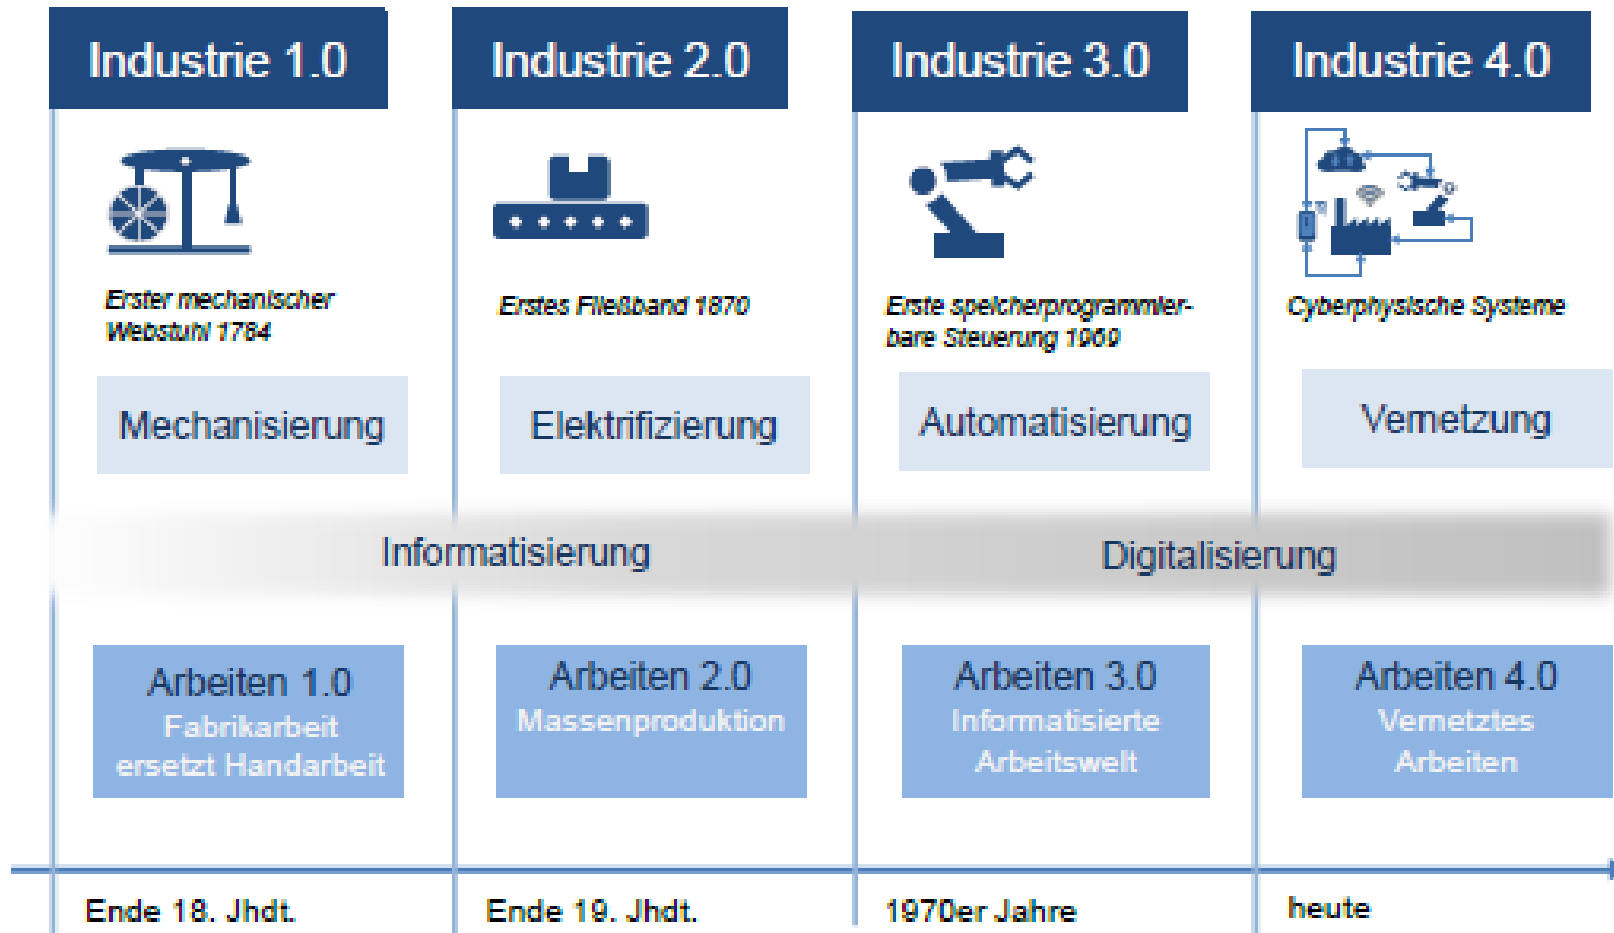 Industrie 1.0
Industrie 2.0
Industrie 3.0
Industrie 4.0
Erster mechanischer
Webstuhl 1784
Erstes Fließband 1870
Erste speicherprogrammier-
bare Steuerung 1969
Cyberphysische Systeme
Mechanisierung
Elektrifizierung
Automatisierung
Vernetzung
Informatisierung
Digitalisierung
Arbeiten 1.0
Fabrikarbeit
ersetzt Handarbeit
Arbeiten 2.0
Massenproduktion
Arbeiten 3.0
Informatisierte
Arbeitswelt
Arbeiten 4.0
Vernetztes
Arbeiten
Ende 18. Jhdt.
Ende 19. Jhdt.
1970er Jahre
heute